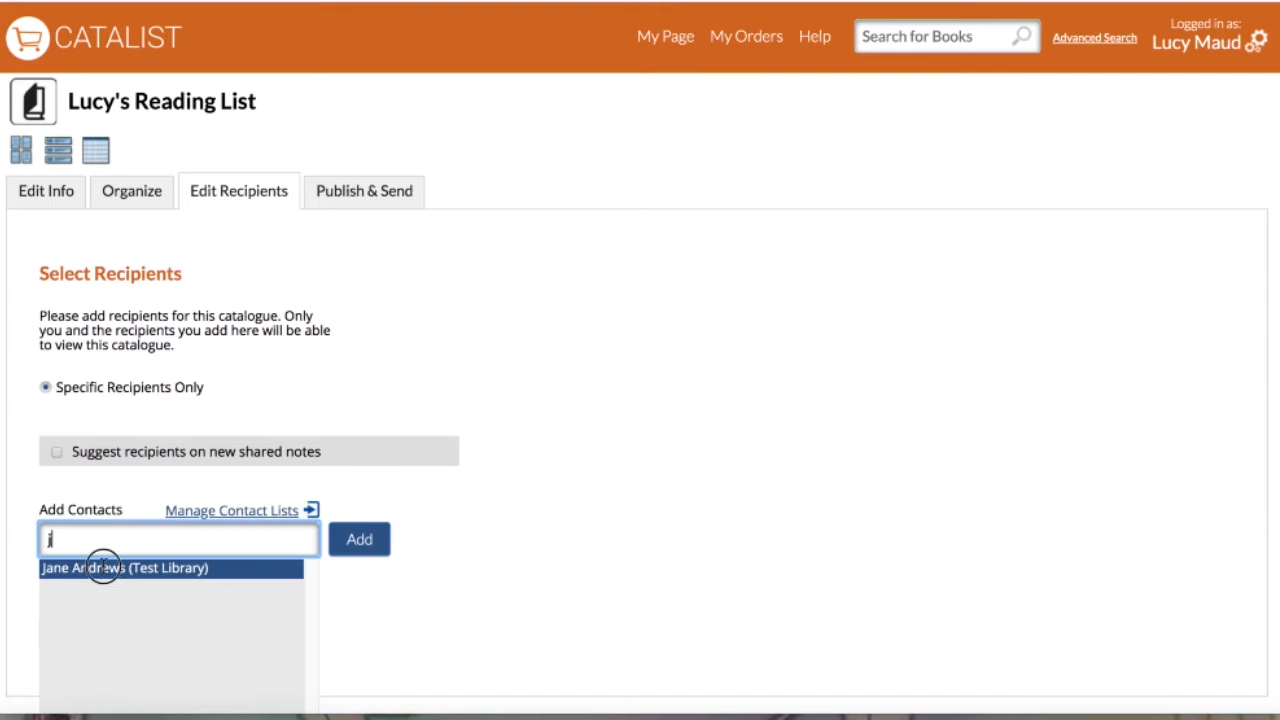 CATALIST
My Page My Orders Help
Search for Books
Advanced Search
Logged in as:
Lucy Maud
Lucy's Reading List
Edit Info
Organize
Edit Recipients
Publish & Send
Select Recipients
Please add recipients for this catalogue. Only
you and the recipients you add here will be able
to view this catalogue.
Specific Recipients Only
Suggest recipients on new shared notes
Add Contacts
Manage Contact Lists
j
Add
Jane Andrews (Test Library)